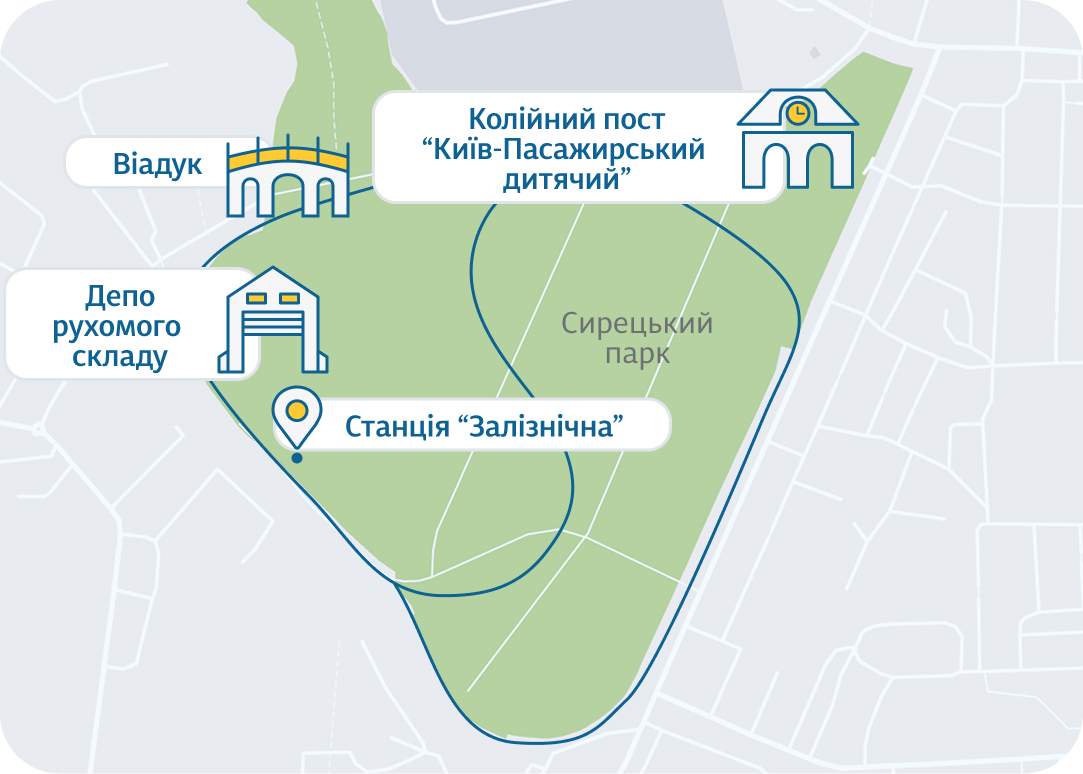 Колійний пост
“Київ-Пасажирський
дитячий”
Віадук
Депо
рухомого
складу
Сирецький
парк
Станція “Залізнічна”